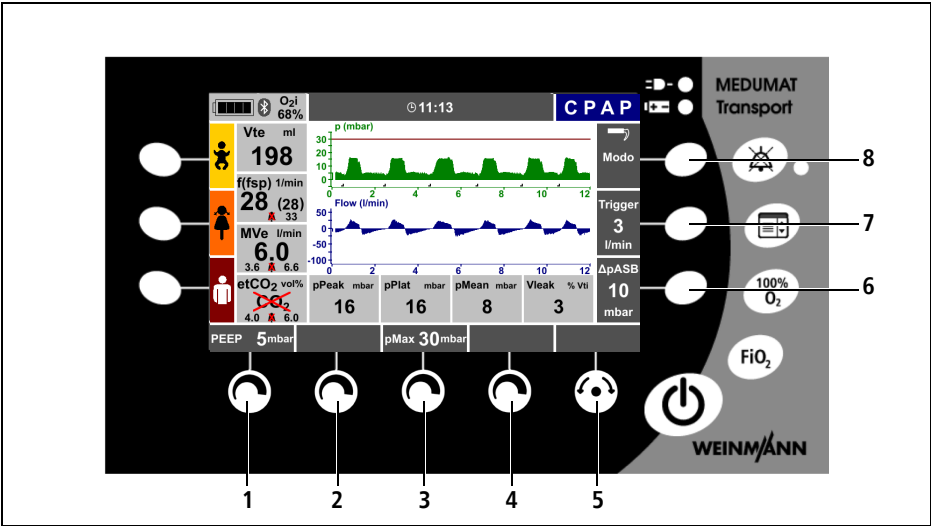 O2i
68%
11:13
CPAP
MEDUMAT
Transport
Vte ml
198
f(fsp) 1/min
28 (28)
33
MVe l/min
6.0
3.6 6.6
etCO2 vol%
CO2
4.0 6.0
p (mbar)
30
20
10
0
0 2 4 6 8 10 12
Flow (l/min)
50
0
-50
-100
0 2 4 6 8 10 12
pPeak mbar
16
pPlat mbar
16
pMean mbar
8
Vleak % Vti
3
Modo
Trigger
3
l/min
ΔpASB
10
mbar
PEEP 5mbar
pMax 30mbar
100%
O2
FiO2
WEINMANN
8
7
6
1 2 3 4 5